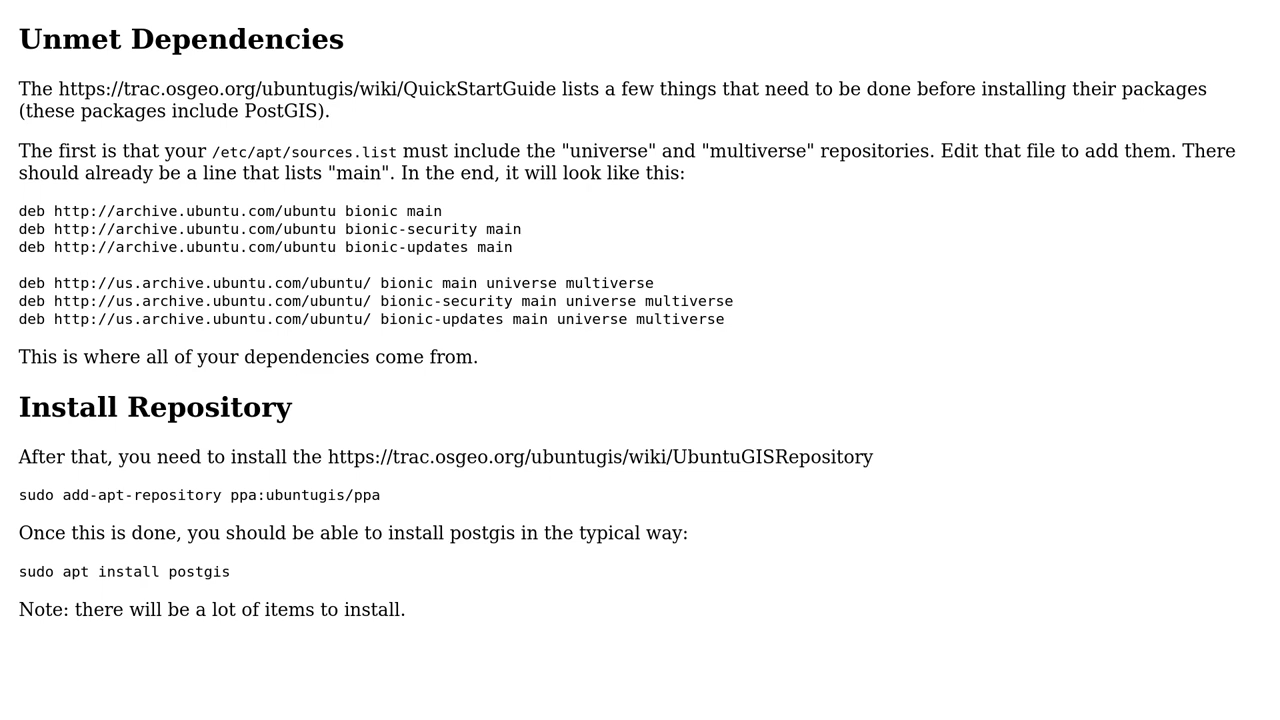 Unmet Dependencies
The https://trac.osgeo.org/ubuntugis/wiki/QuickStartGuide lists a few things that need to be done before installing their packages
(these packages include PostGIS).
The first is that your /etc/apt/sources.list must include the "universe" and "multiverse" repositories. Edit that file to add them. There
should already be a line that lists "main". In the end, it will look like this:
deb http://archive.ubuntu.com/ubuntu bionic main
deb http://archive.ubuntu.com/ubuntu bionic-security main
deb http://archive.ubuntu.com/ubuntu bionic-updates main
deb http://us.archive.ubuntu.com/ubuntu/ bionic main universe multiverse
deb http://us.archive.ubuntu.com/ubuntu/ bionic-security main universe multiverse
deb http://us.archive.ubuntu.com/ubuntu/ bionic-updates main universe multiverse
This is where all of your dependencies come from.
Install Repository
After that, you need to install the https://trac.osgeo.org/ubuntugis/wiki/UbuntuGISRepository
sudo add-apt-repository ppa:ubuntugis/ppa
Once this is done, you should be able to install postgis in the typical way:
sudo apt install postgis
Note: there will be a lot of items to install.